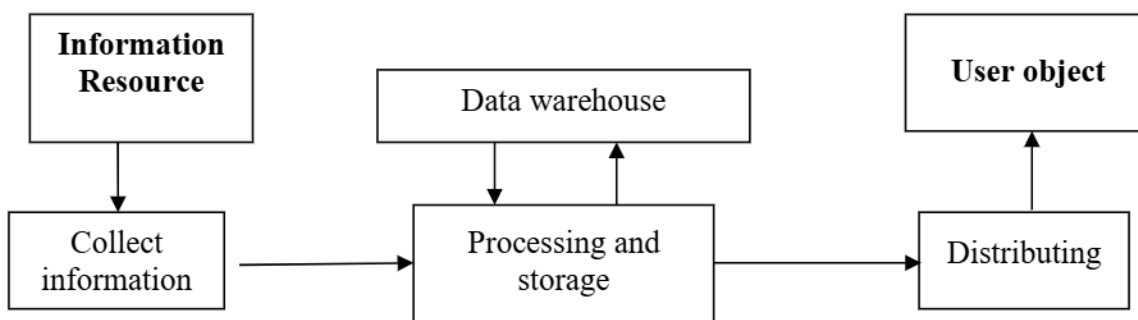 Information
Resource
Data warehouse
User object
Collect
information
Processing and
storage
Distributing